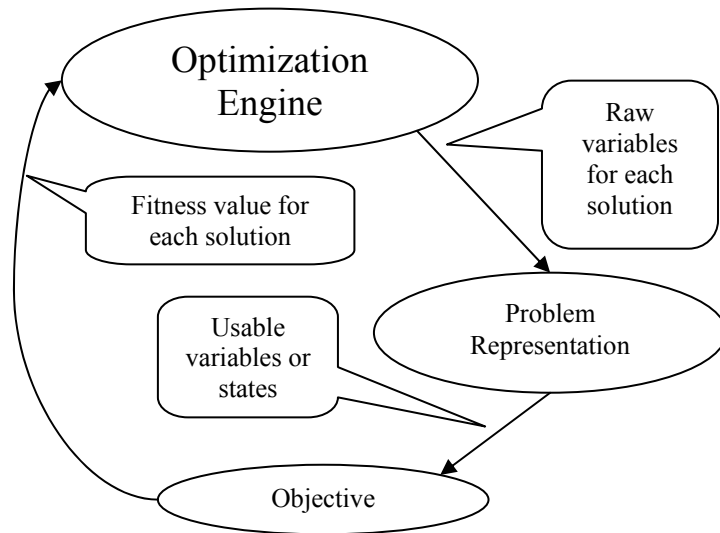 Optimization
Engine
Raw
variables
for each
solution
Fitness value for
each solution
Usable
variables or
states
Problem
Representation
Objective